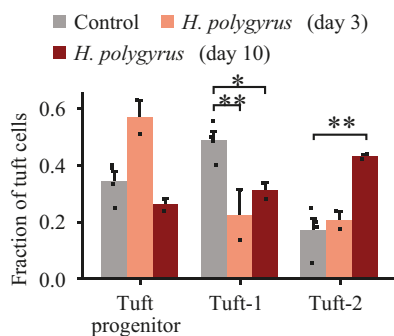 Control
H. polygyrus (day 3)
H. polygyrus (day 10)
Fraction of tuft cells
0.6
0.4
0.2
0.0
*
**
**
Tuft progenitor
Tuft-1
Tuft-2